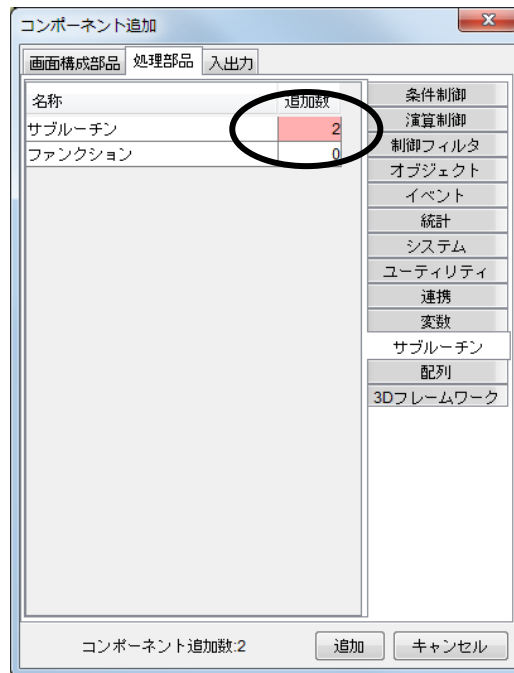 コンポーネント追加
画面構成部品 処理部品 入出力
名称 追加数
サブルーチン 2
ファンクション 0
条件制御
演算制御
制御フィルタ
オブジェクト
イベント
統計
システム
ユーティリティ
連携
変数
サブルーチン
配列
3Dフレームワーク
コンポーネント追加数:2 追加 キャンセル